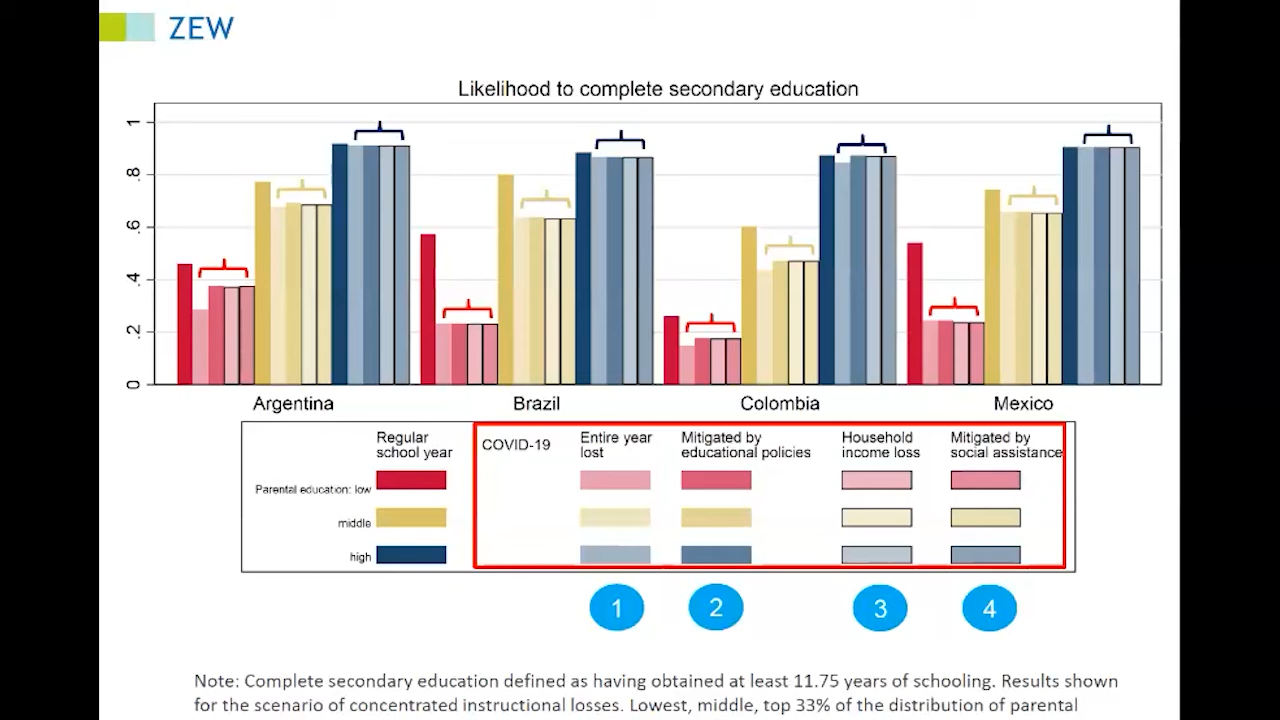 ZEW
Likelihood to complete secondary education
1
.8
.6
.4
.2
0
Argentina Brazil Colombia Mexico
Regular school year
COVID-19
Entire year lost
Mitigated by educational policies
Household income loss
Mitigated by social assistance
Parental education: low
middle
high
1 2 3 4
Note: Complete secondary education defined as having obtained at least 11.75 years of schooling. Results shown
for the scenario of concentrated instructional losses. Lowest, middle, top 33% of the distribution of parental